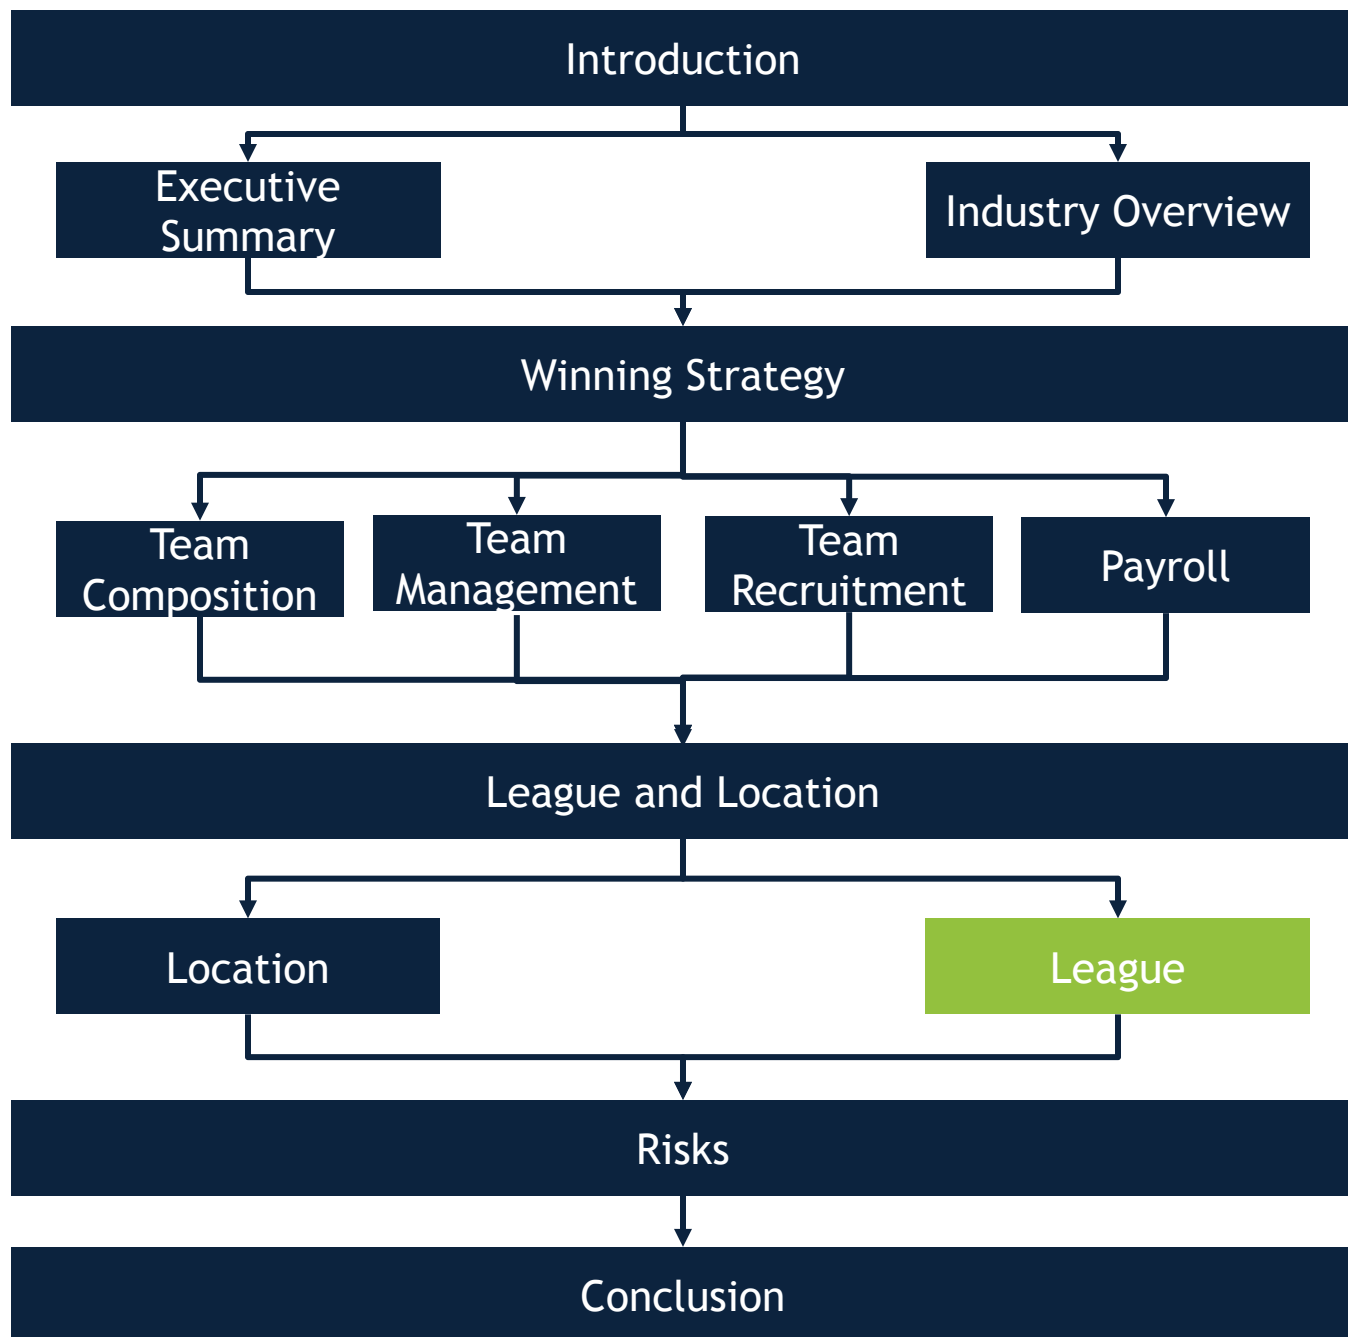 Introduction
Executive
Summary
Industry Overview
Winning Strategy
Team
Composition
Team
Management
Team
Recruitment
Payroll
League and Location
Location
League
Risks
Conclusion